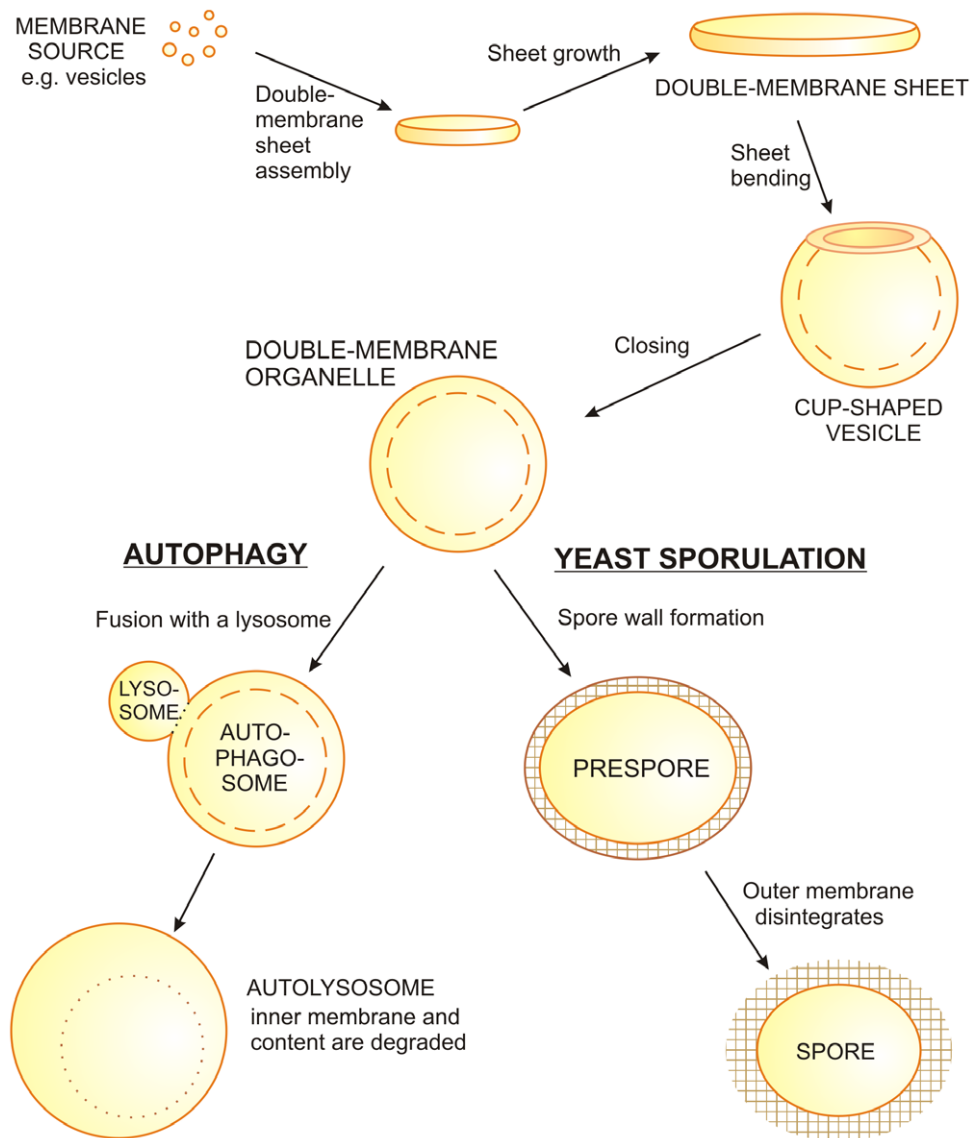 MEMBRANE
SOURCE
e.g. vesicles
Double-
membrane
sheet
assembly
Sheet growth
DOUBLE-MEMBRANE SHEET
Sheet
bending
CUP-SHAPED
VESICLE
Closing
DOUBLE-MEMBRANE
ORGANELLE
AUTOPHAGY
Fusion with a lysosome
LYSO-
SOME
AUTO-
PHAGO-
SOME
AUTOLYSOSOME
inner membrane and
content are degraded
YEAST SPORULATION
Spore wall formation
PRESPORE
Outer membrane
disintegrates
SPORE